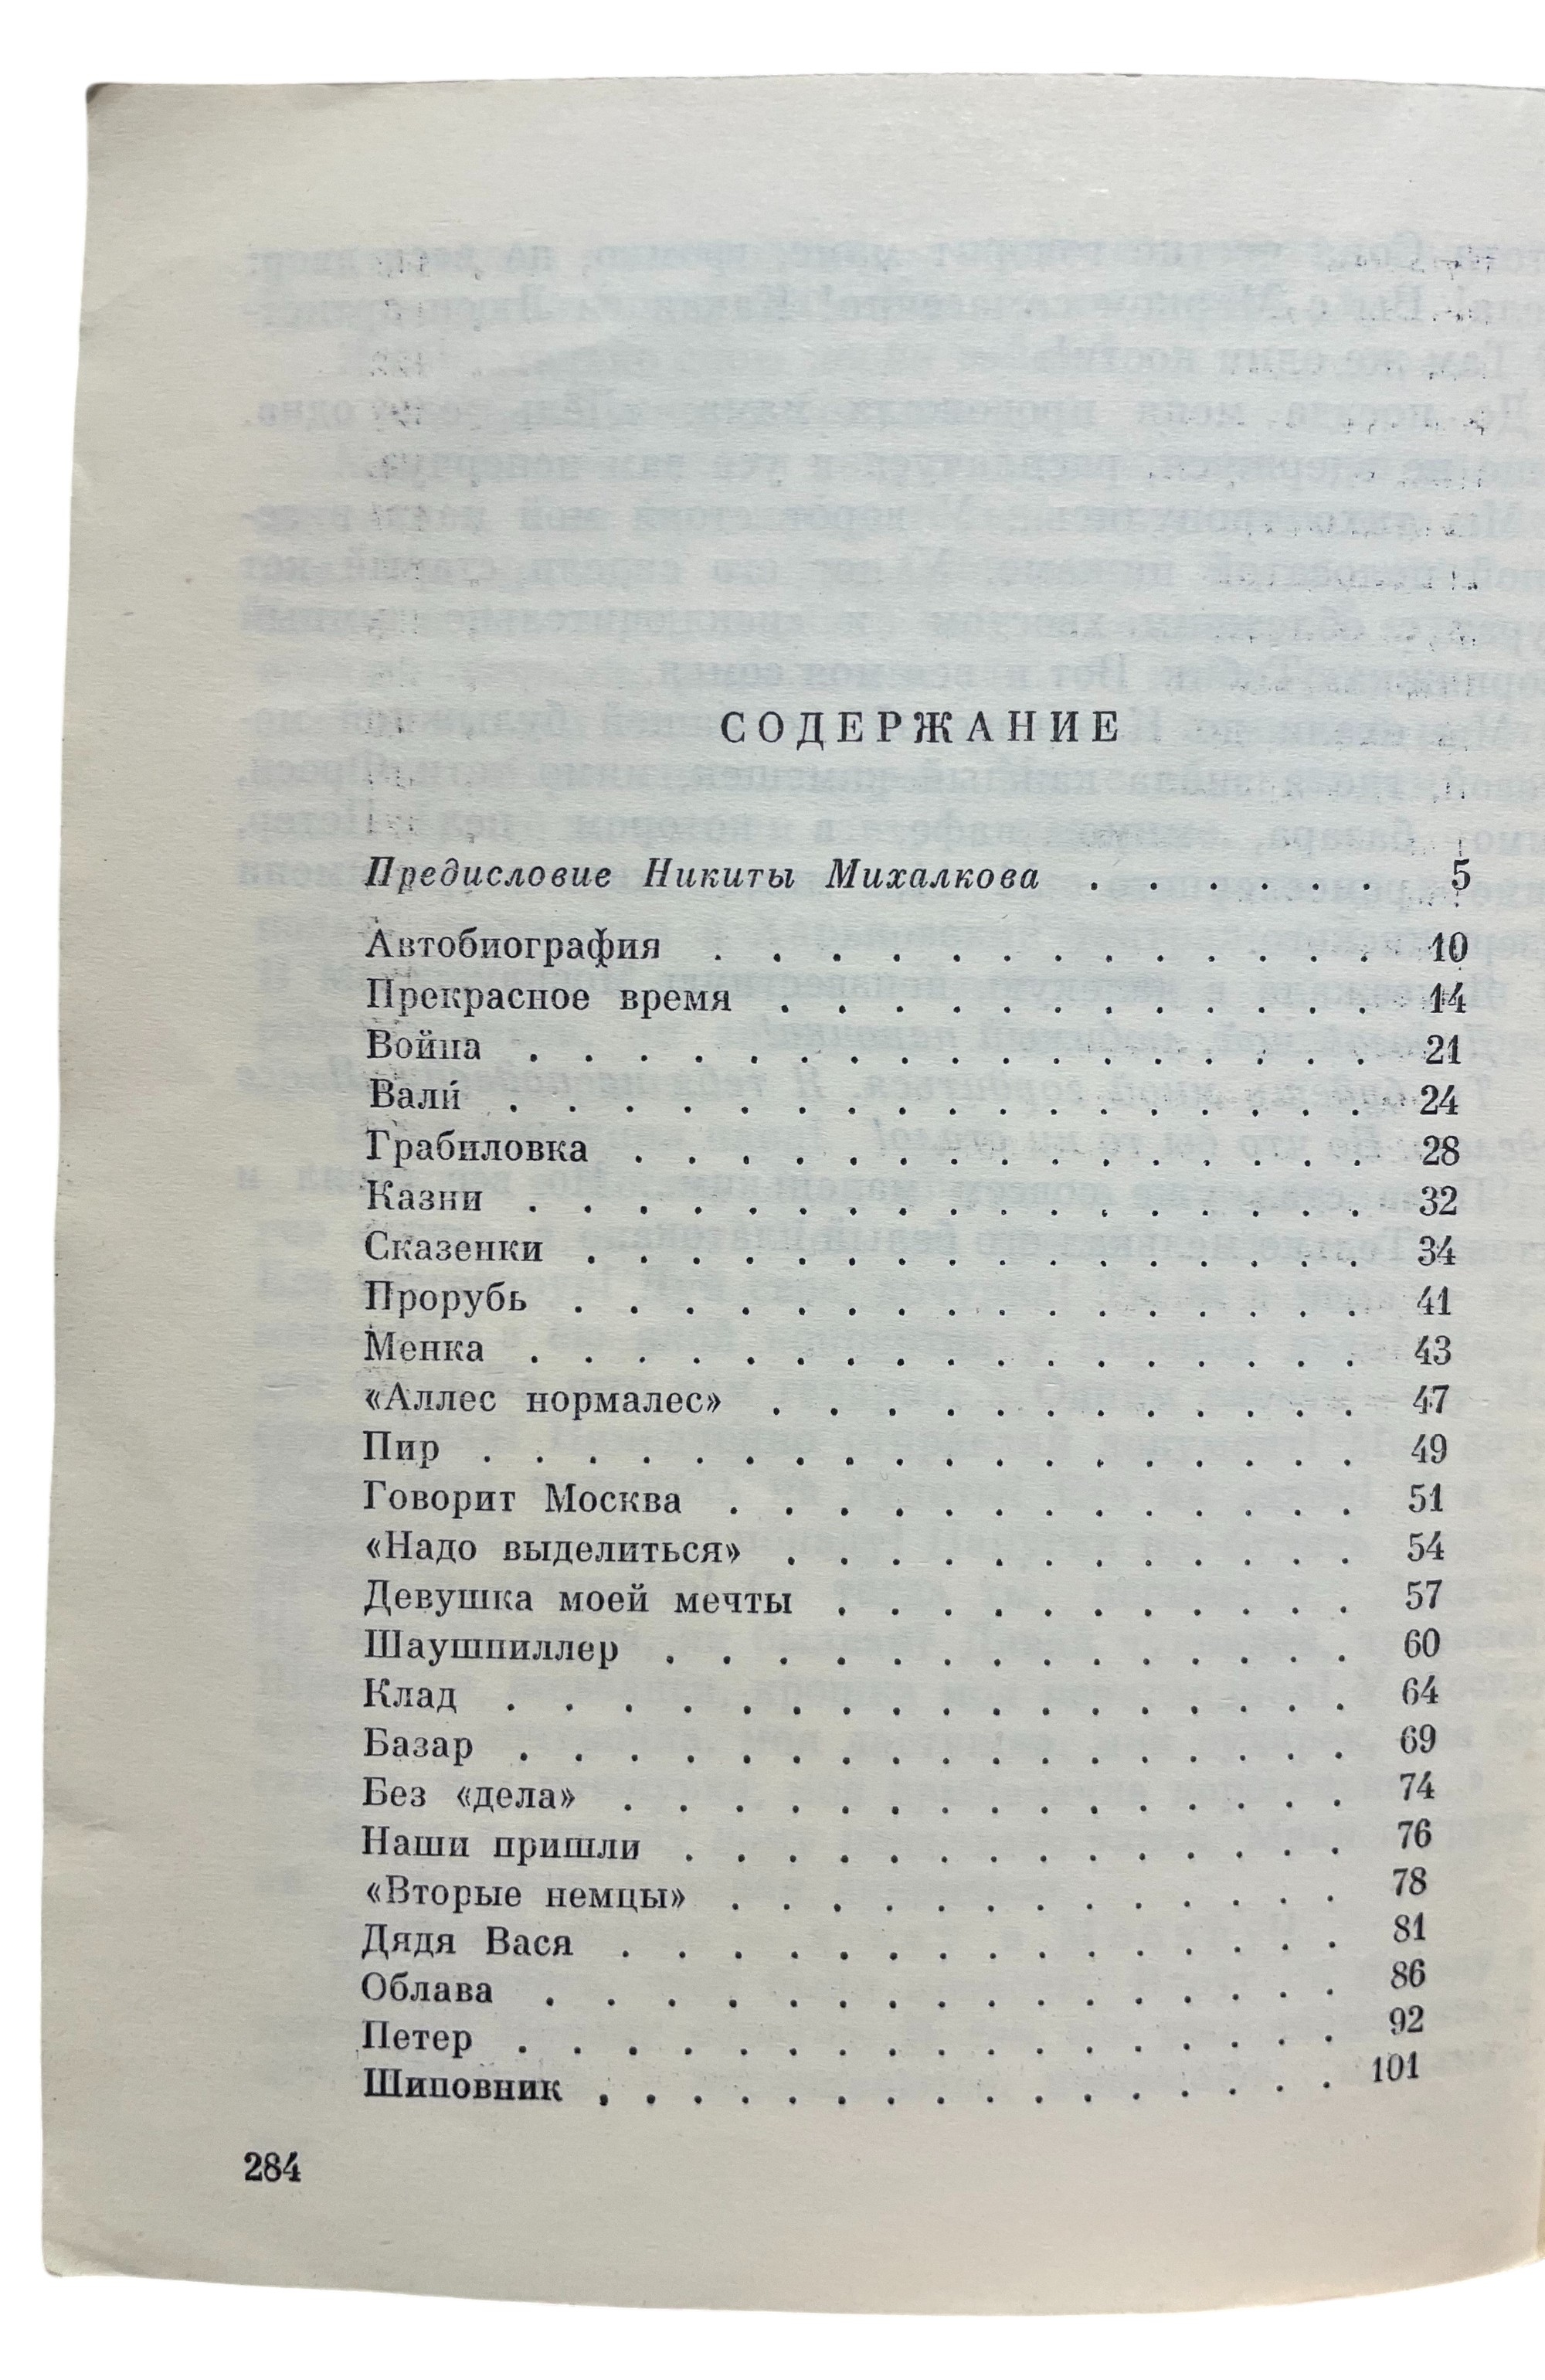 СОДЕРЖАНИЕ
Предисловие Никиты Михалкова . . . . . . 5
Автобиография . . . . . . . . . . . . 10
Прекрасное время . . . . . . . . . . . 14
Война . . . . . . . . . . . . . . . . 21
Вали́ . . . . . . . . . . . . . . . . 24
Грабиловка . . . . . . . . . . . . . . 28
Казни . . . . . . . . . . . . . . . . 32
Сказенки . . . . . . . . . . . . . . . 34
Прорубь . . . . . . . . . . . . . . . 41
Менка . . . . . . . . . . . . . . . . 43
«Аллес нормалес» . . . . . . . . . . . 47
Пир . . . . . . . . . . . . . . . . . 49
Говорит Москва . . . . . . . . . . . . 51
«Надо выделиться» . . . . . . . . . . . 54
Девушка моей мечты . . . . . . . . . . 57
Шаушпиллер . . . . . . . . . . . . . 60
Клад . . . . . . . . . . . . . . . . 64
Базар . . . . . . . . . . . . . . . . 69
Без «дела» . . . . . . . . . . . . . . 74
Наши пришли . . . . . . . . . . . . . 76
«Вторые немцы» . . . . . . . . . . . . 78
Дядя Вася . . . . . . . . . . . . . . 81
Облава . . . . . . . . . . . . . . . 86
Петер . . . . . . . . . . . . . . . . 92
Шиповник . . . . . . . . . . . . . . . 101
284